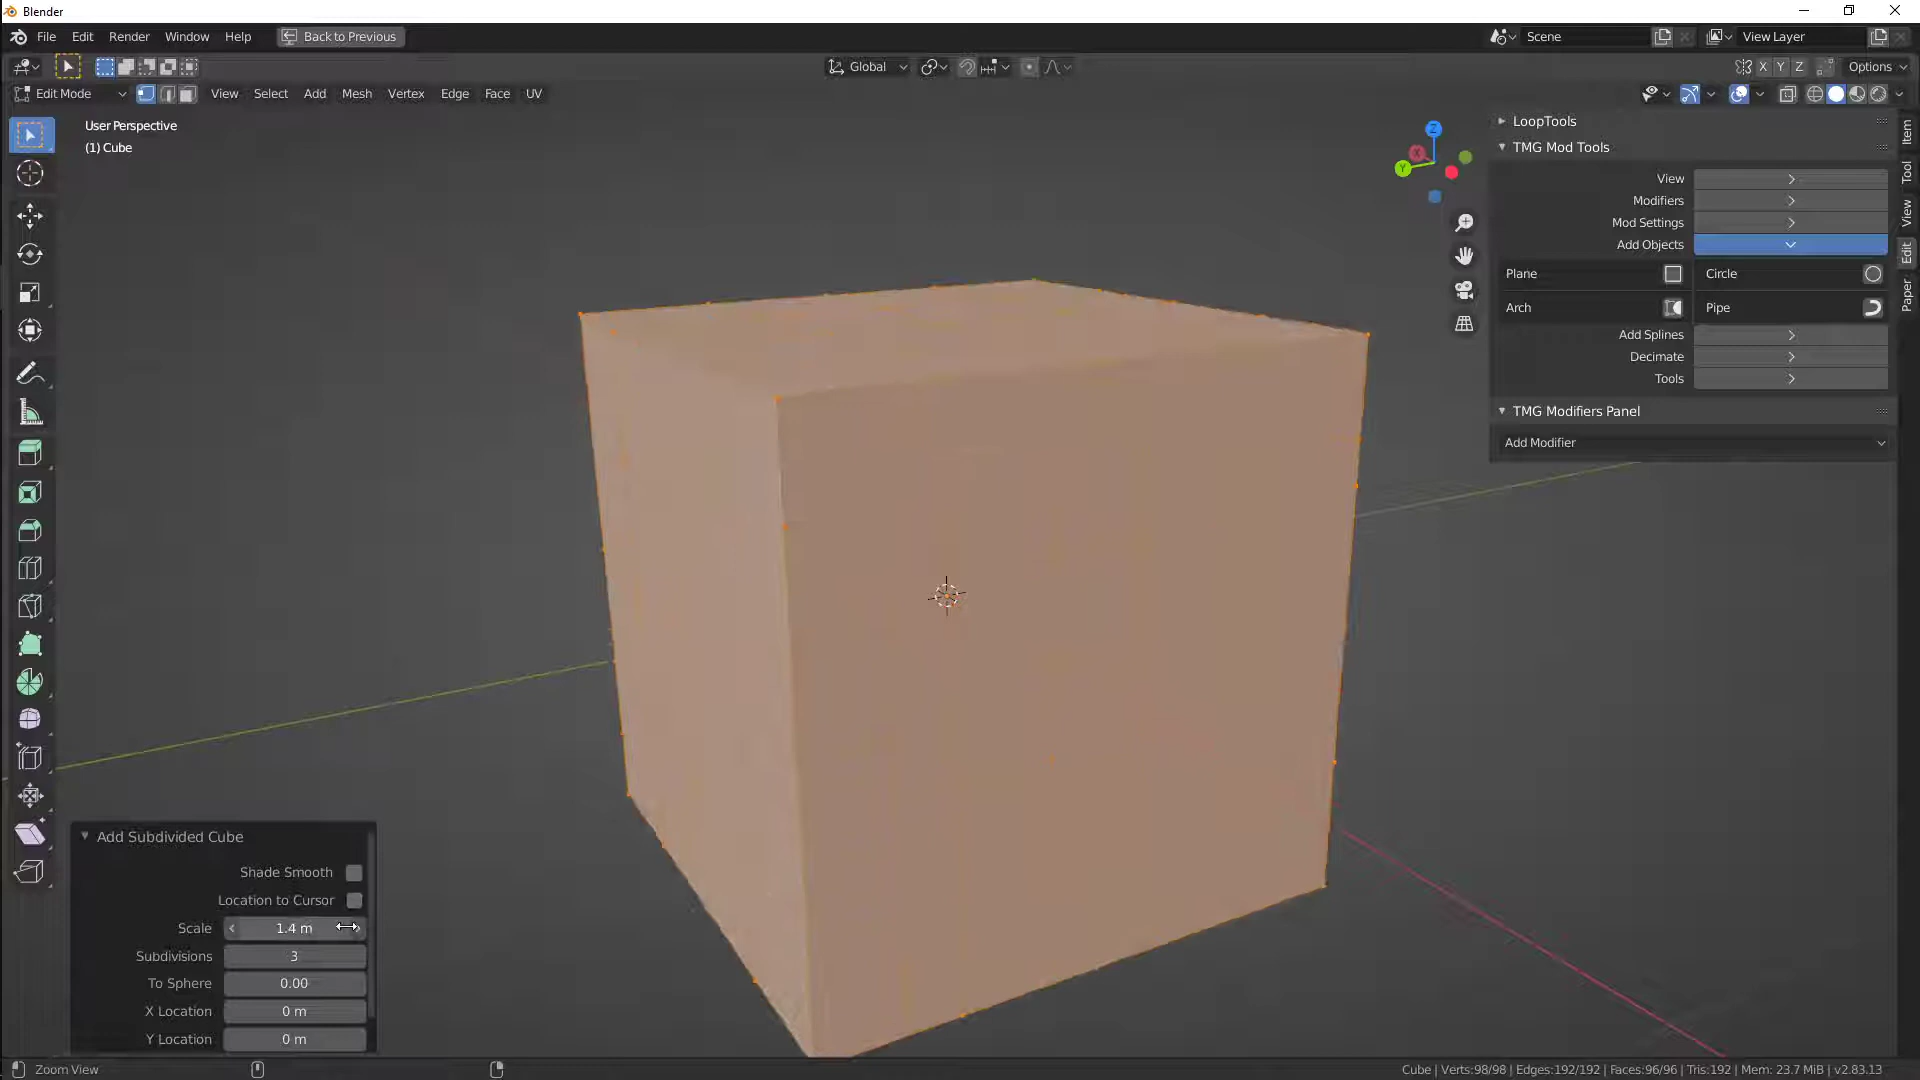 Blender
File Edit Render Window Help Back to Previous
Scene
View Layer
Global
X Y Z Options
Edit Mode View Select Add Mesh Vertex Edge Face UV
User Perspective
(1) Cube
Z
X
Y
LoopTools
TMG Mod Tools
View
Modifiers
Mod Settings
Add Objects
Plane Circle
Arch Pipe
Add Splines
Decimate
Tools
TMG Modifiers Panel
Add Modifier
Item
Tool
View
Edit
Paper
Add Subdivided Cube
Shade Smooth
Location to Cursor
Scale 1.4 m
Subdivisions 3
To Sphere 0.00
X Location 0 m
Y Location 0 m
Zoom View
Cube | Verts:98/98 | Edges:192/192 | Faces:96/96 | Tris:192 | Mem: 23.7 MiB | v2.83.13